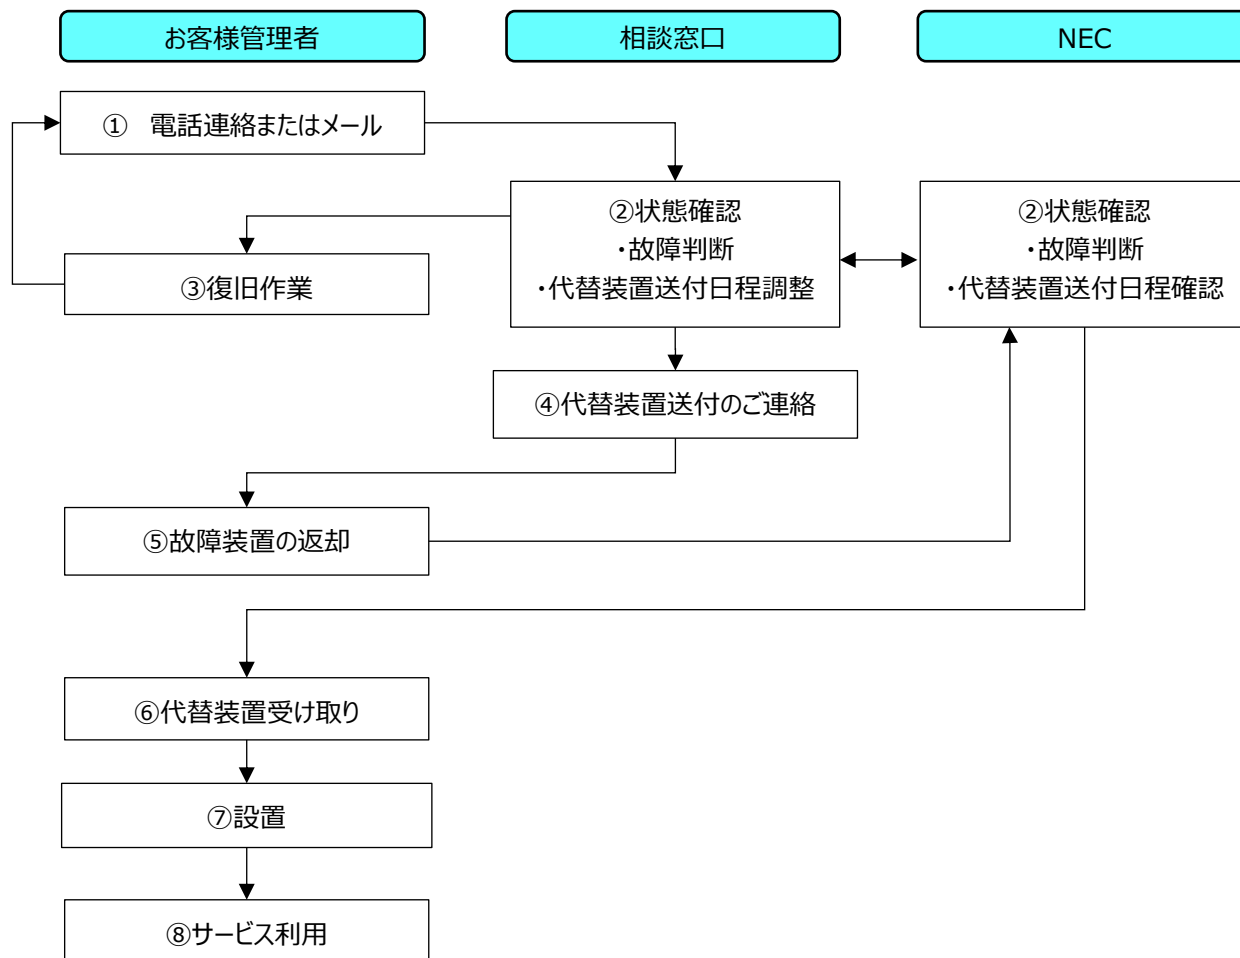 お客様管理者
相談窓口
NEC
① 電話連絡またはメール
②状態確認
・故障判断
・代替装置送付日程調整
②状態確認
・故障判断
・代替装置送付日程確認
③復旧作業
④代替装置送付のご連絡
⑤故障装置の返却
⑥代替装置受け取り
⑦設置
⑧サービス利用